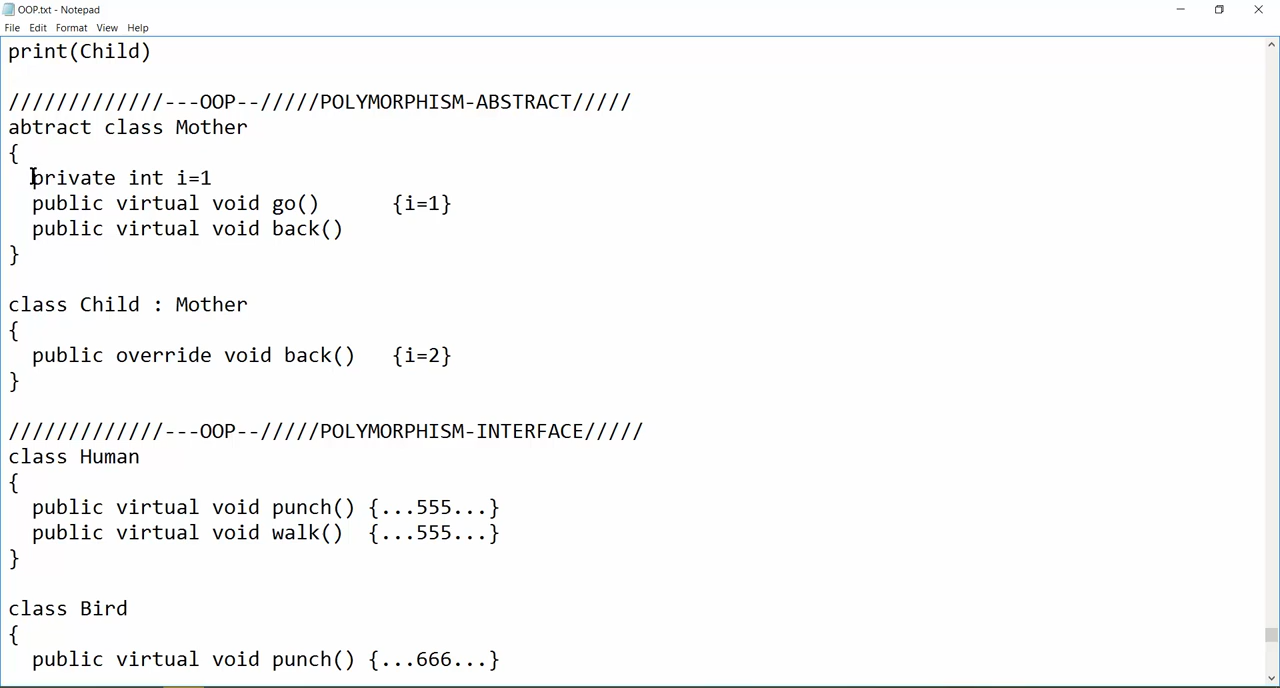 OOP.txt - Notepad
File Edit Format View Help
print(Child)
/////////////---OOP--/////POLYMORPHISM-ABSTRACT/////
abtract class Mother
{
private int i=1
public virtual void go() {i=1}
public virtual void back()
}
class Child : Mother
{
public override void back() {i=2}
}
/////////////---OOP--/////POLYMORPHISM-INTERFACE/////
class Human
{
public virtual void punch() {...555...}
public virtual void walk() {...555...}
}
class Bird
{
public virtual void punch() {...666...}